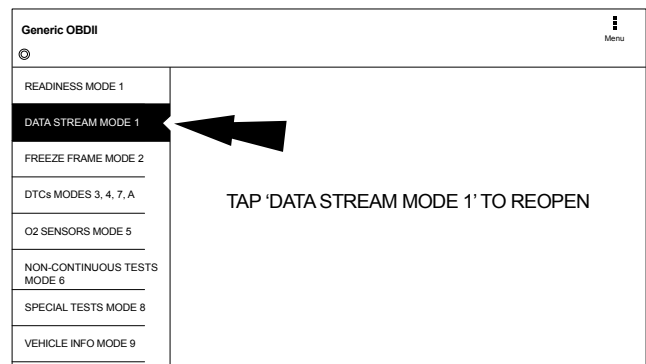 Generic OBDII
Menu
READINESS MODE 1
DATA STREAM MODE 1
FREEZE FRAME MODE 2
DTCs MODES 3, 4, 7, A
O2 SENSORS MODE 5
NON-CONTINUOUS TESTS
MODE 6
SPECIAL TESTS MODE 8
VEHICLE INFO MODE 9
TAP ‘DATA STREAM MODE 1’ TO REOPEN